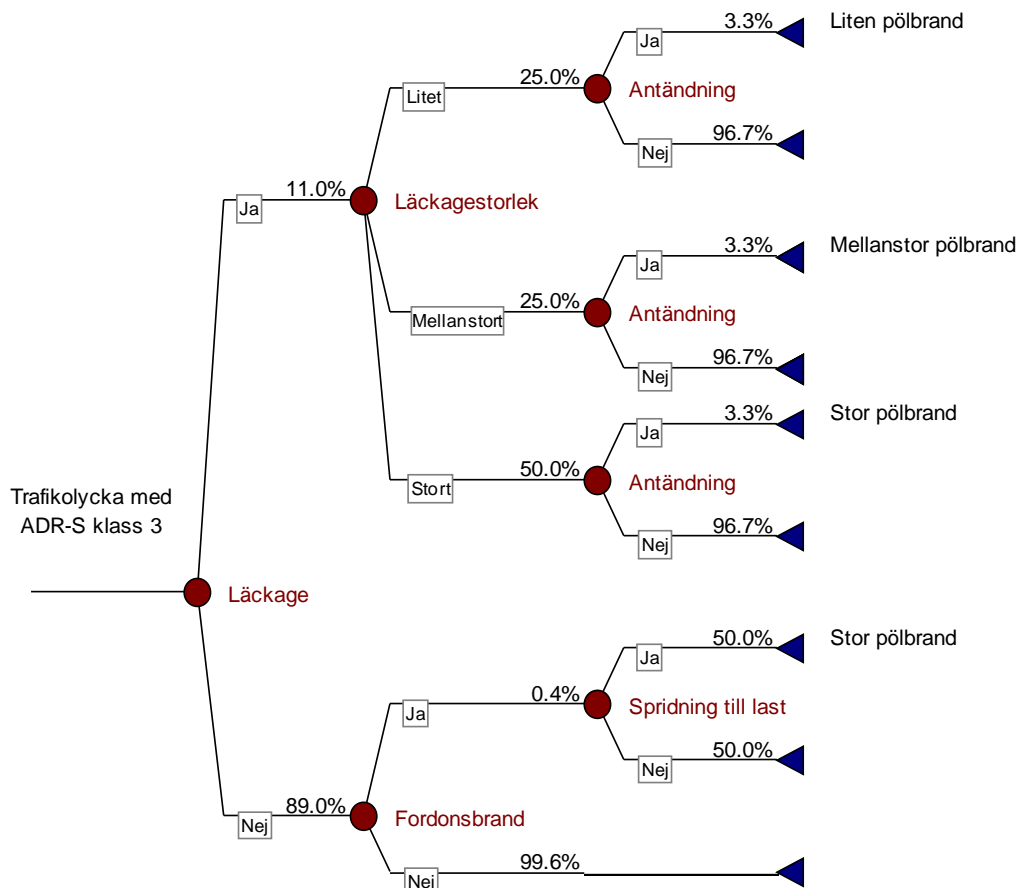 3.3%
Liten pölbrand
Ja
25.0%
Antändning
Litet
96.7%
Nej
11.0%
Läckagestorlek
Ja
3.3%
Mellanstor pölbrand
Ja
25.0%
Antändning
Mellanstort
96.7%
Nej
3.3%
Stor pölbrand
Ja
50.0%
Antändning
Stort
96.7%
Nej
Trafikolycka med
ADR-S klass 3
Läckage
50.0%
Stor pölbrand
Ja
0.4%
Spridning till last
Ja
50.0%
Nej
89.0%
Fordonsbrand
Nej
99.6%
Nej